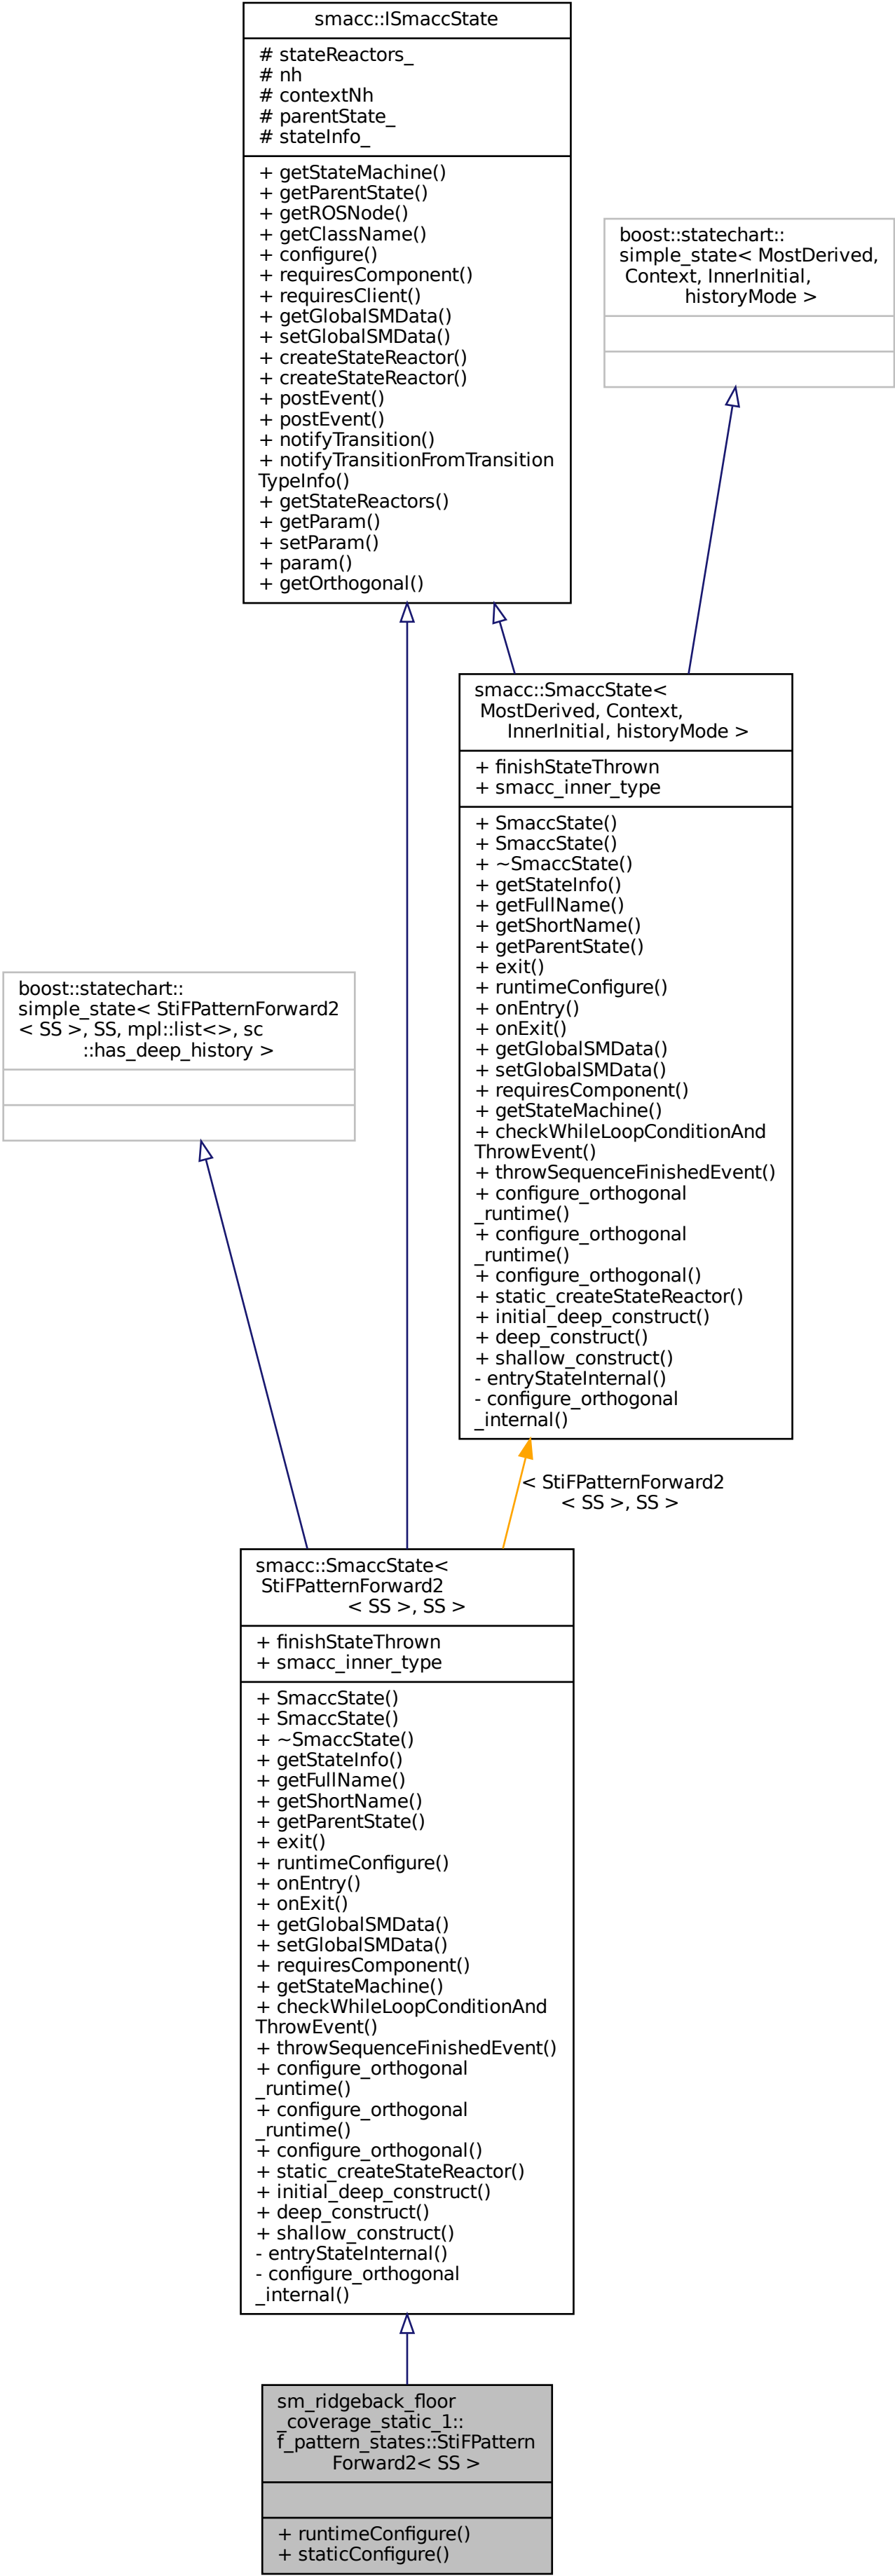 smacc::ISmaccState
# stateReactors_
# nh
# contextNh
# parentState_
# stateInfo_
+ getStateMachine()
+ getParentState()
+ getROSNode()
+ getClassName()
+ configure()
+ requiresComponent()
+ requiresClient()
+ getGlobalSMData()
+ setGlobalSMData()
+ createStateReactor()
+ createStateReactor()
+ postEvent()
+ postEvent()
+ notifyTransition()
+ notifyTransitionFromTransition
TypeInfo()
+ getStateReactors()
+ getParam()
+ setParam()
+ param()
+ getOrthogonal()
boost::statechart::
simple_state< MostDerived,
Context, InnerInitial,
historyMode >
smacc::SmaccState<
MostDerived, Context,
InnerInitial, historyMode >
+ finishStateThrown
+ smacc_inner_type
+ SmaccState()
+ SmaccState()
+ ~SmaccState()
+ getStateInfo()
+ getFullName()
+ getShortName()
+ getParentState()
+ exit()
+ runtimeConfigure()
+ onEntry()
+ onExit()
+ getGlobalSMData()
+ setGlobalSMData()
+ requiresComponent()
+ getStateMachine()
+ checkWhileLoopConditionAnd
ThrowEvent()
+ throwSequenceFinishedEvent()
+ configure_orthogonal
_runtime()
+ configure_orthogonal
_runtime()
+ configure_orthogonal()
+ static_createStateReactor()
+ initial_deep_construct()
+ deep_construct()
+ shallow_construct()
- entryStateInternal()
- configure_orthogonal
_internal()
boost::statechart::
simple_state< StiFPatternForward2
< SS >, SS, mpl::list<>, sc
::has_deep_history >
< StiFPatternForward2
< SS >, SS >
smacc::SmaccState<
StiFPatternForward2
< SS >, SS >
+ finishStateThrown
+ smacc_inner_type
+ SmaccState()
+ SmaccState()
+ ~SmaccState()
+ getStateInfo()
+ getFullName()
+ getShortName()
+ getParentState()
+ exit()
+ runtimeConfigure()
+ onEntry()
+ onExit()
+ getGlobalSMData()
+ setGlobalSMData()
+ requiresComponent()
+ getStateMachine()
+ checkWhileLoopConditionAnd
ThrowEvent()
+ throwSequenceFinishedEvent()
+ configure_orthogonal
_runtime()
+ configure_orthogonal
_runtime()
+ configure_orthogonal()
+ static_createStateReactor()
+ initial_deep_construct()
+ deep_construct()
+ shallow_construct()
- entryStateInternal()
- configure_orthogonal
_internal()
sm_ridgeback_floor
_coverage_static_1::
f_pattern_states::StiFPattern
Forward2< SS >
+ runtimeConfigure()
+ staticConfigure()